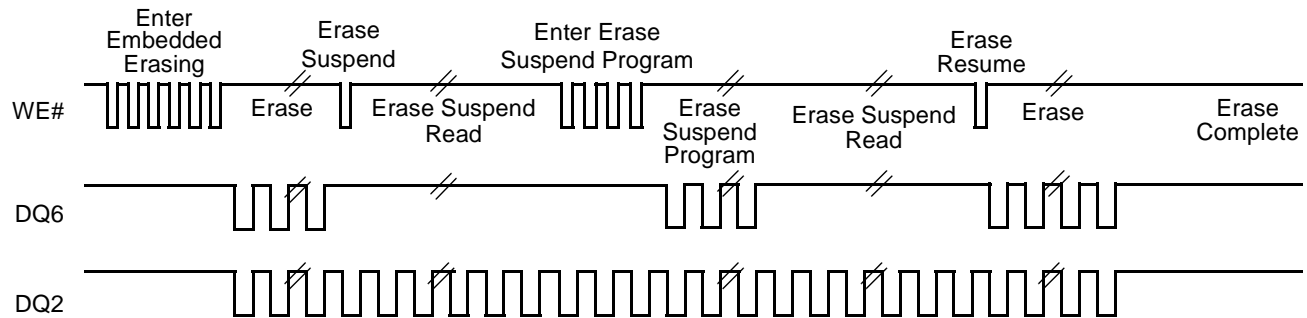 Enter
Embedded
Erasing
Erase
Suspend
Enter Erase
Suspend Program
Erase
Resume
WE#
Erase
Erase Suspend
Read
Erase
Suspend
Program
Erase Suspend
Read
Erase
Erase
Complete
DQ6
DQ2